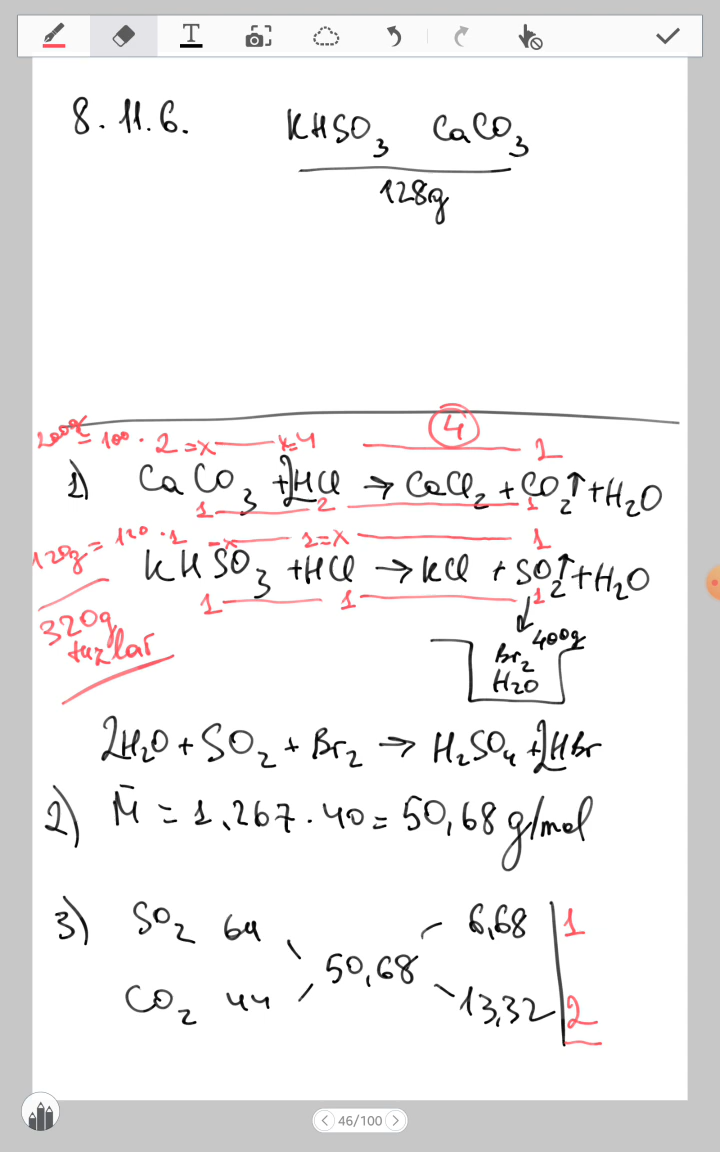 T
8.11.6. KHSO3 CaCO3
128g
200g = 100 · 2 = x x=4 4 1
1) CaCO3 + 2HCl → CaCl2 + CO2↑ + H2O
1 2 1
120g = 120 · 1 x 1=x 1
KHSO3 + HCl → KCl + SO2↑ + H2O
1 1 1
320g
tuzlar
400g
Br2
H2O
2H2O + SO2 + Br2 → H2SO4 + 2HBr
2) M̄ = 1,267 · 40 = 50,68 g/mol
3) SO2 64 6,68 1
50,68
CO2 44 13,32 2
46/100